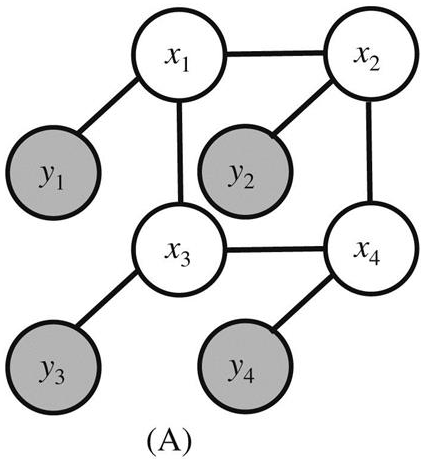 x₁ x₂
y₁ y₂
x₃ x₄
y₃ y₄
(A)